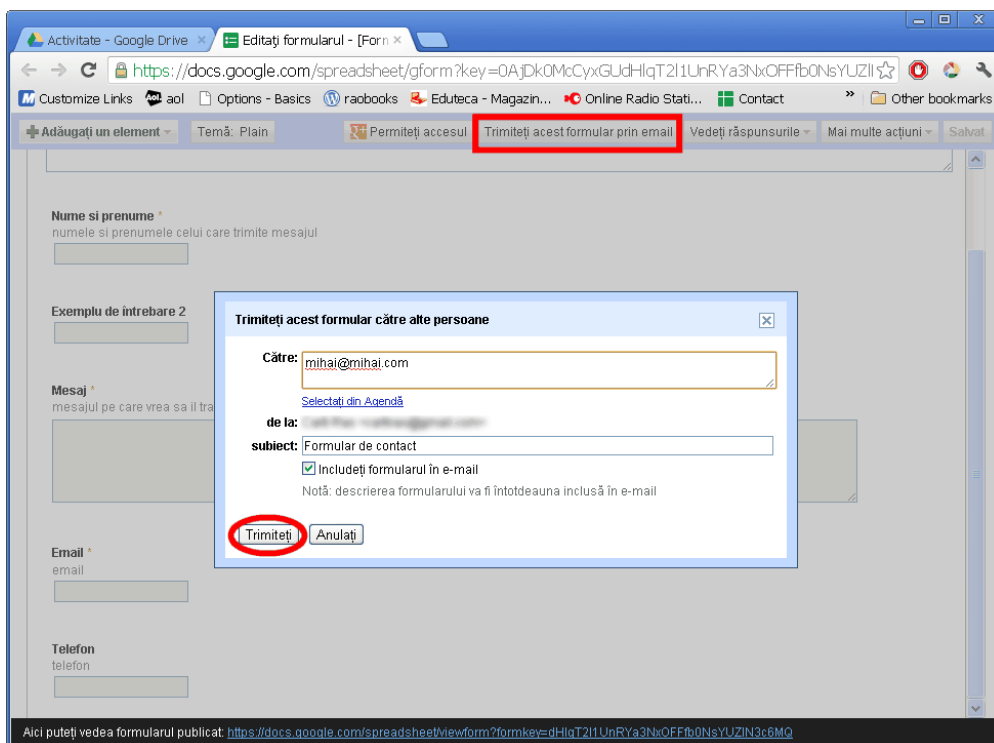 Activitate - Google Drive
Editați formularul - [Forn
https://docs.google.com/spreadsheet/gform?key=0AjDk0McCyxGUdHlqT2l1UnRYa3NxOFFfb0NsYUZlI
Customize Links aol Options - Basics raobooks Eduteca - Magazin... Online Radio Stati... Contact » Other bookmarks
Adăugați un element Temă: Plain Permiteți accesul Trimiteți acest formular prin email Vedeți răspunsurile Mai multe acțiuni Salvat
Nume si prenume *
numele si prenumele celui care trimite mesajul
Exemplu de întrebare 2
Trimiteți acest formular către alte persoane
Către: mihai@mihai.com
Selectați din Agendă
Mesaj *
mesajul pe care vrea sa il tra
de la:
subiect: Formular de contact
Includeți formularul în e-mail
Notă: descrierea formularului va fi întotdeauna inclusă în e-mail
Trimiteți Anulați
Email *
email
Telefon
telefon
Aici puteți vedea formularul publicat: https://docs.google.com/spreadsheet/viewform?formkey=dHlqT2l1UnRYa3NxOFFfb0NsYUZlN3c6MQ